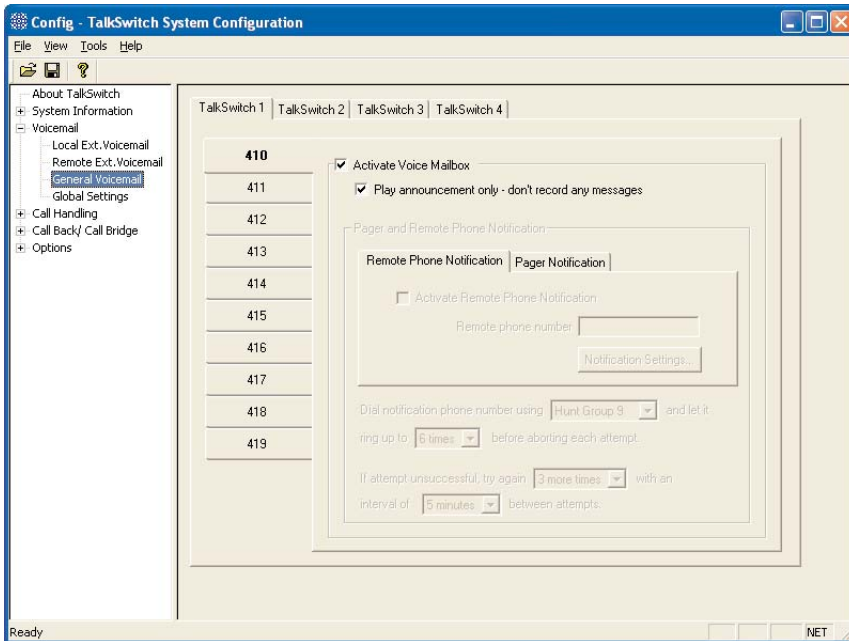 Config - TalkSwitch System Configuration
File View Tools Help
About TalkSwitch
System Information
Voicemail
Local Ext.Voicemail
Remote Ext.Voicemail
General Voicemail
Global Settings
Call Handling
Call Back/ Call Bridge
Options
TalkSwitch 1 TalkSwitch 2 TalkSwitch 3 TalkSwitch 4
410
411
412
413
414
415
416
417
418
419
Activate Voice Mailbox
Play announcement only - don't record any messages
Pager and Remote Phone Notification
Remote Phone Notification Pager Notification
Activate Remote Phone Notification
Remote phone number
Notification Settings...
Dial notification phone number using Hunt Group 9 and let it
ring up to 6 times before aborting each attempt.
If attempt unsuccessful, try again 3 more times with an
interval of 5 minutes between attempts.
Ready NET